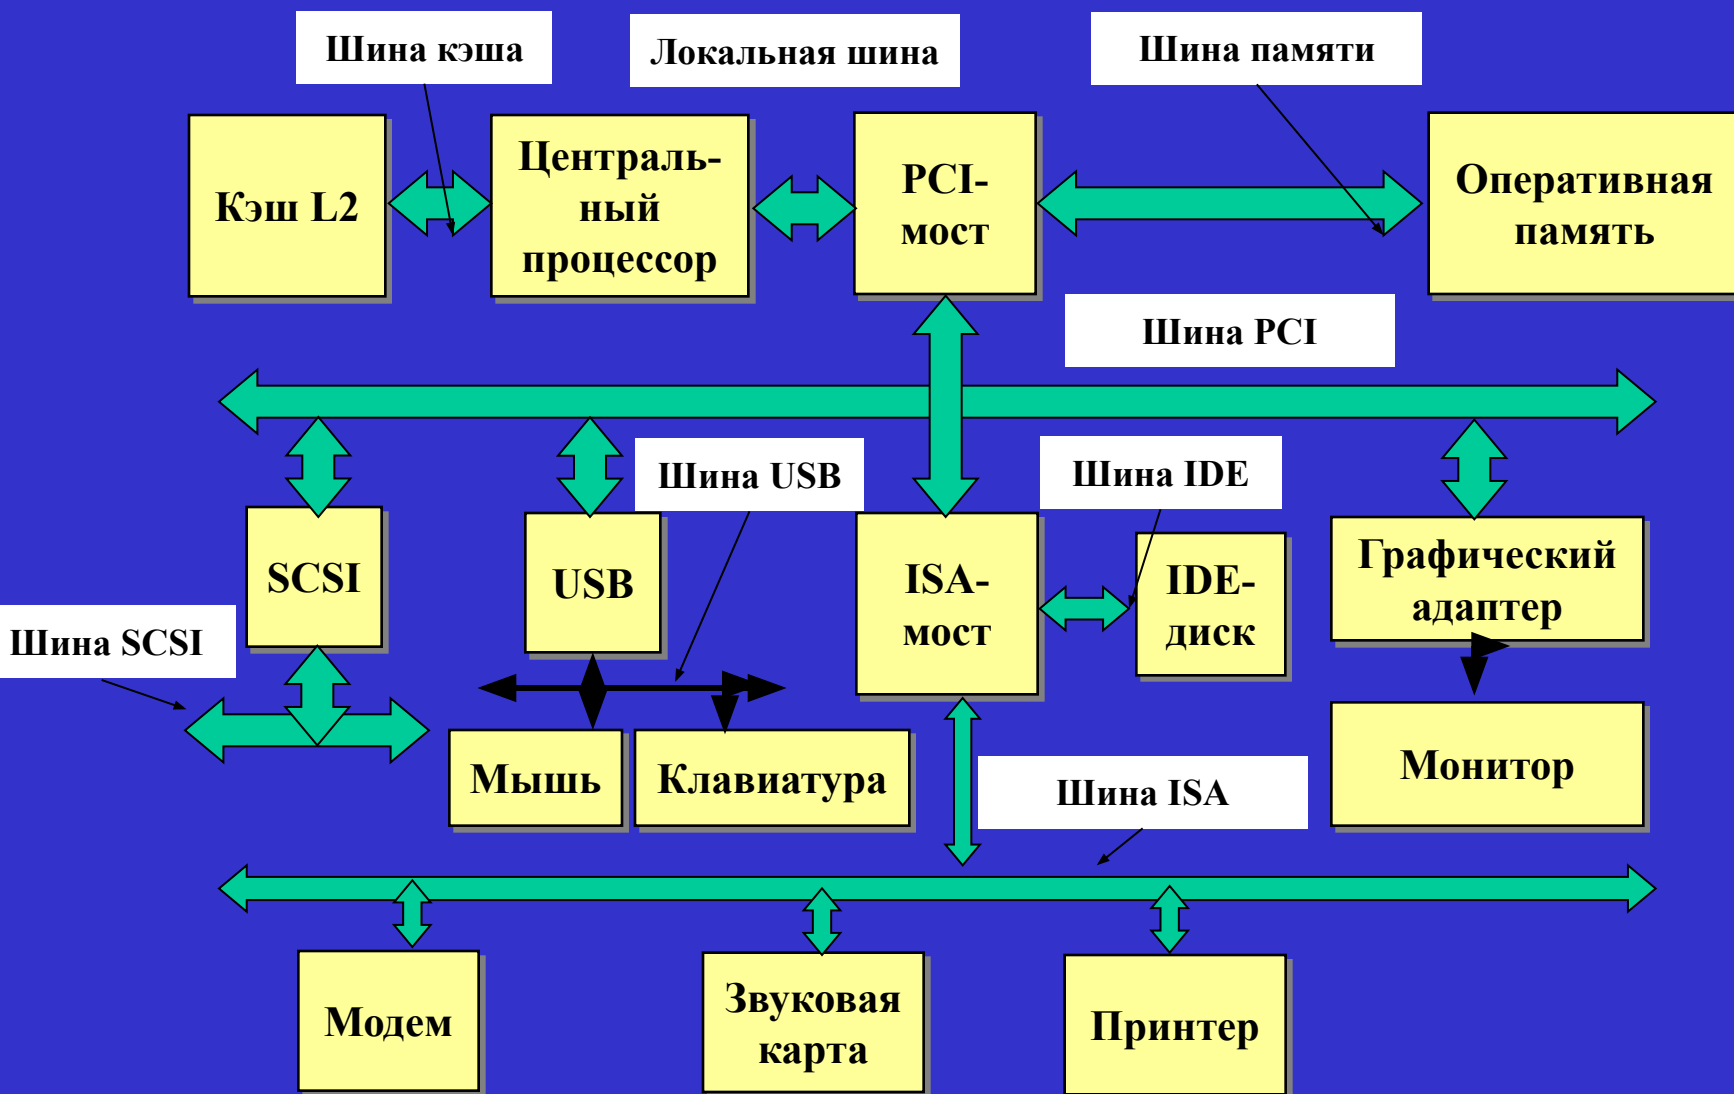 Шина кэша
Локальная шина
Шина памяти
Кэш L2
Централь-
ный
процессор
PCI-
мост
Оперативная
память
Шина PCI
Шина USB
Шина IDE
SCSI
USB
ISA-
мост
IDE-
диск
Графический
адаптер
Шина SCSI
Мышь
Клавиатура
Монитор
Шина ISA
Модем
Звуковая
карта
Принтер